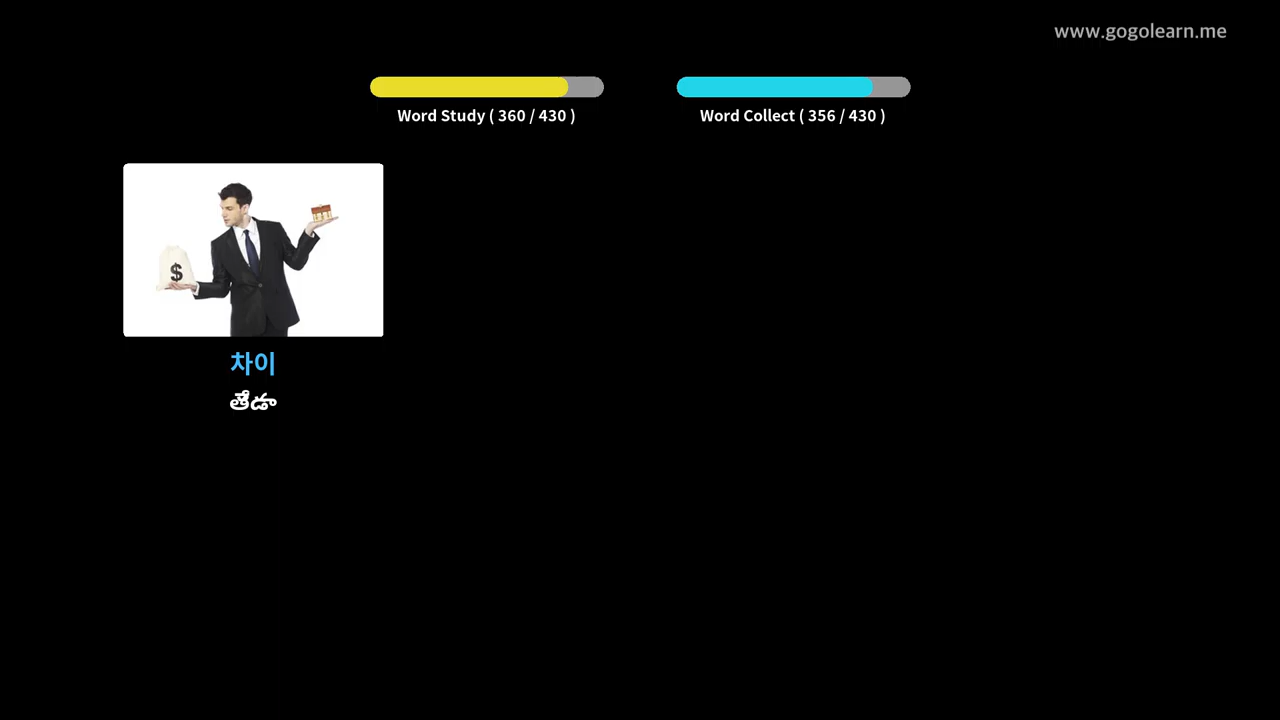 www.gogolearn.me
Word Study ( 360 / 430 )
Word Collect ( 356 / 430 )
$
차이
తేడా